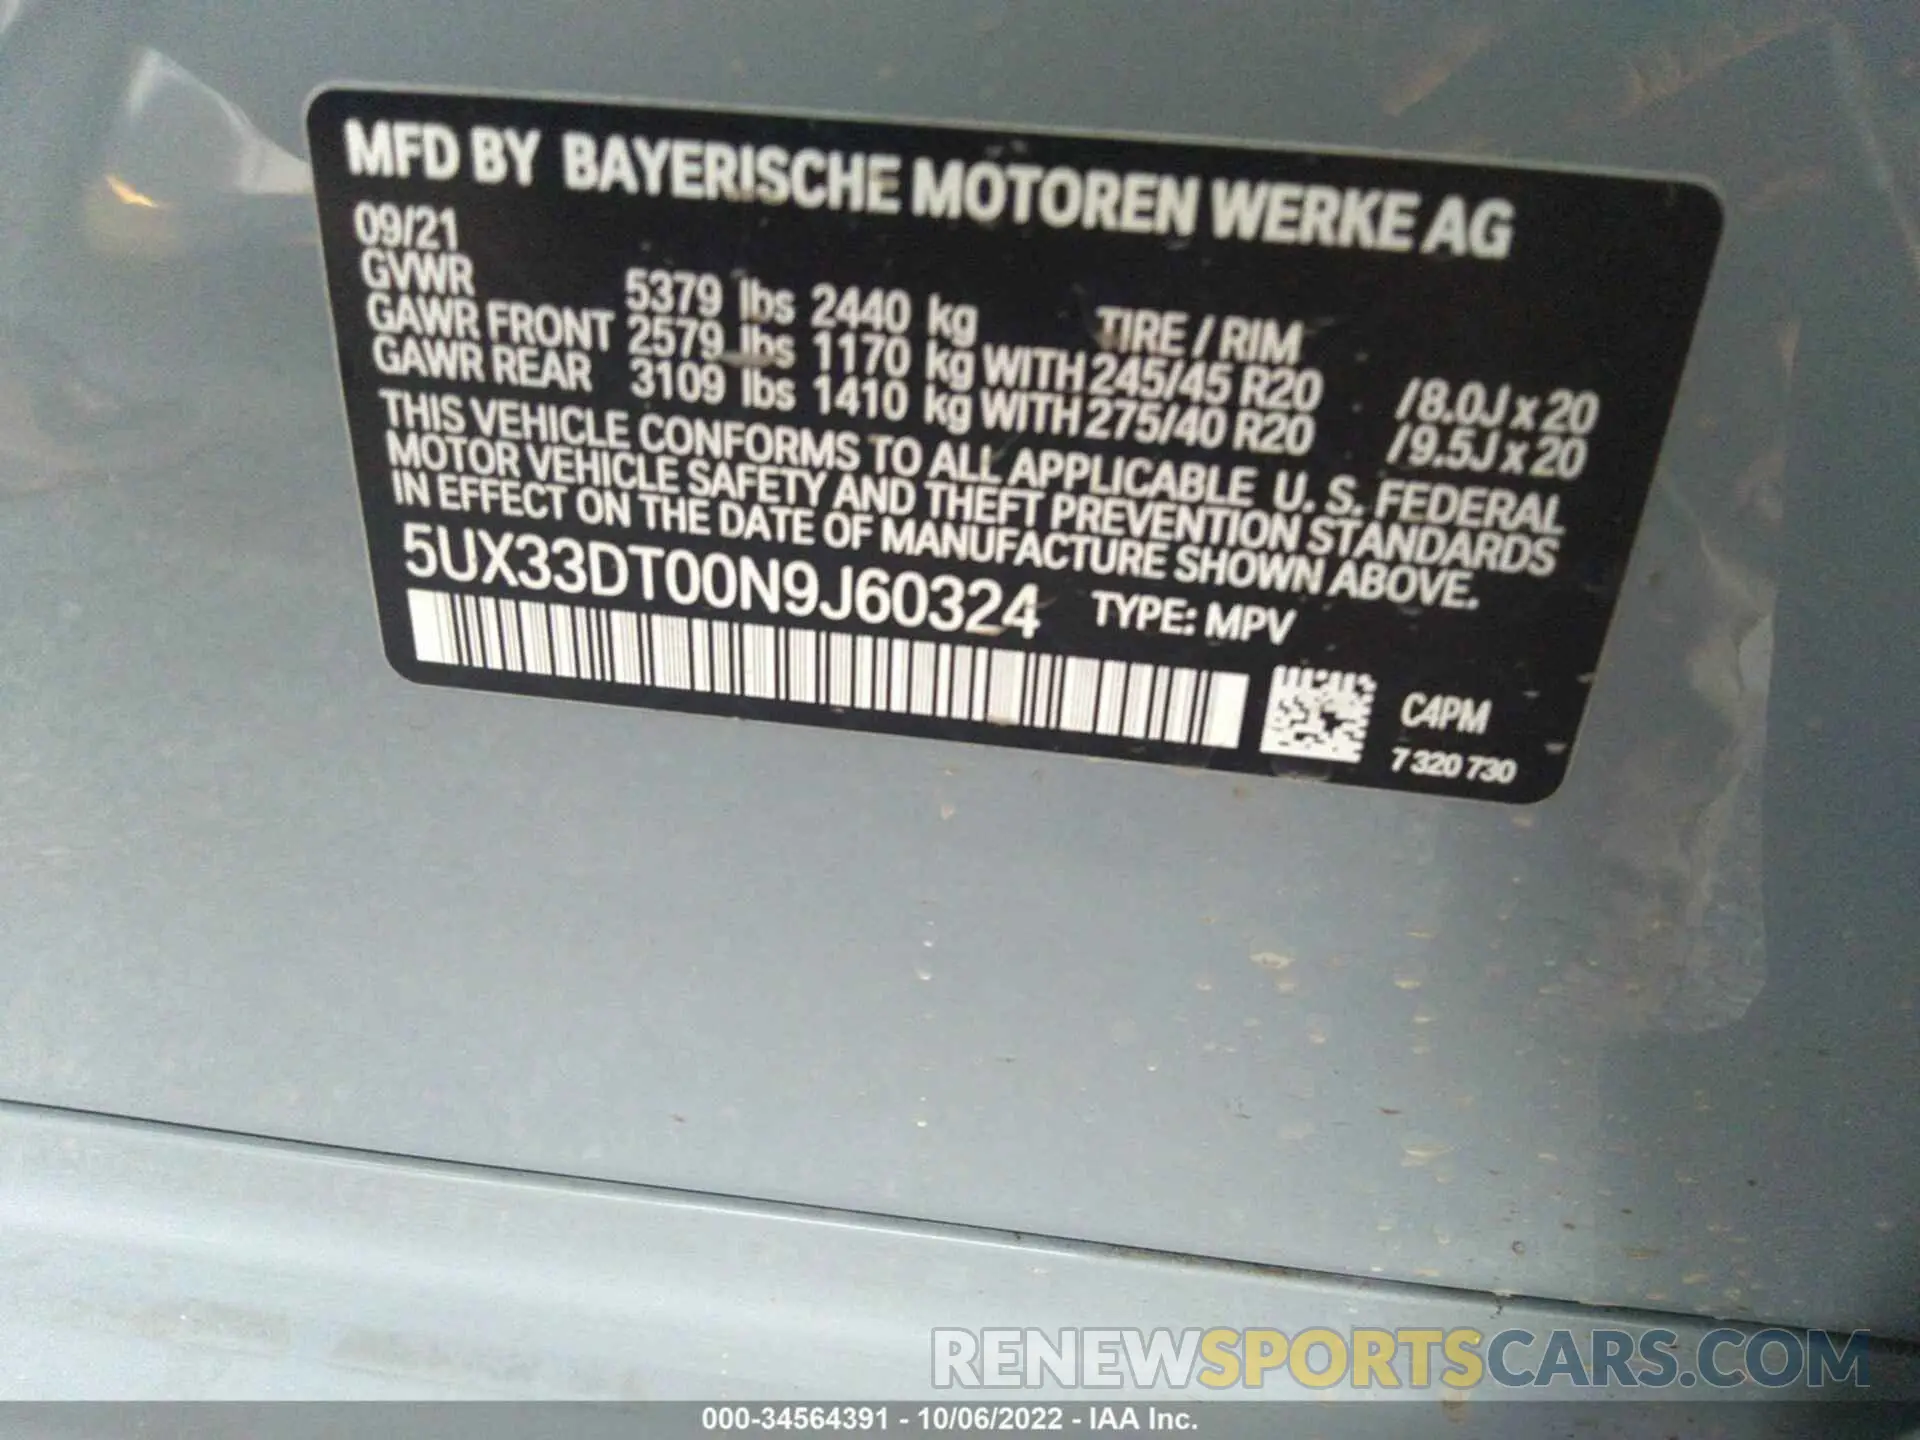 MFD BY BAYERISCHE MOTOREN WERKE AG
09/21
GVWR 5379 lbs 2440 kg TIRE / RIM
GAWR FRONT 2579 lbs 1170 kg WITH 245/45 R20 /8.0J x 20
GAWR REAR 3109 lbs 1410 kg WITH 275/40 R20 /9.5J x 20
THIS VEHICLE CONFORMS TO ALL APPLICABLE U. S. FEDERAL
MOTOR VEHICLE SAFETY AND THEFT PREVENTION STANDARDS
IN EFFECT ON THE DATE OF MANUFACTURE SHOWN ABOVE.
5UX33DT00N9J60324 TYPE: MPV
C4PM
7 320 730
RENEWSPORTSCARS.COM
000-34564391 - 10/06/2022 - IAA Inc.